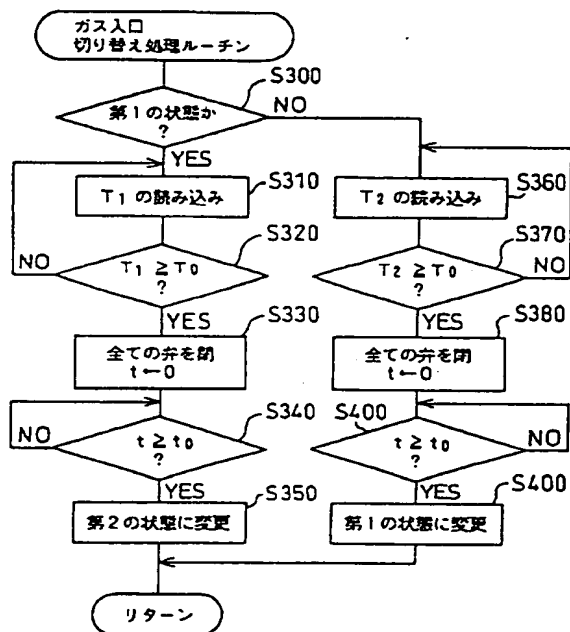 ガス入口
切り替え処理ルーチン
S300
第1の状態か
?
NO
YES
S310
T1の読み込み
S320
T1≧T0
?
NO
YES
S330
全ての弁を閉
t←0
S340
t≧t0
?
NO
YES
S350
第2の状態に変更
S360
T2の読み込み
S370
T2≧T0
?
NO
YES
S380
全ての弁を閉
t←0
S400
t≧t0
?
NO
YES
S400
第1の状態に変更
リターン